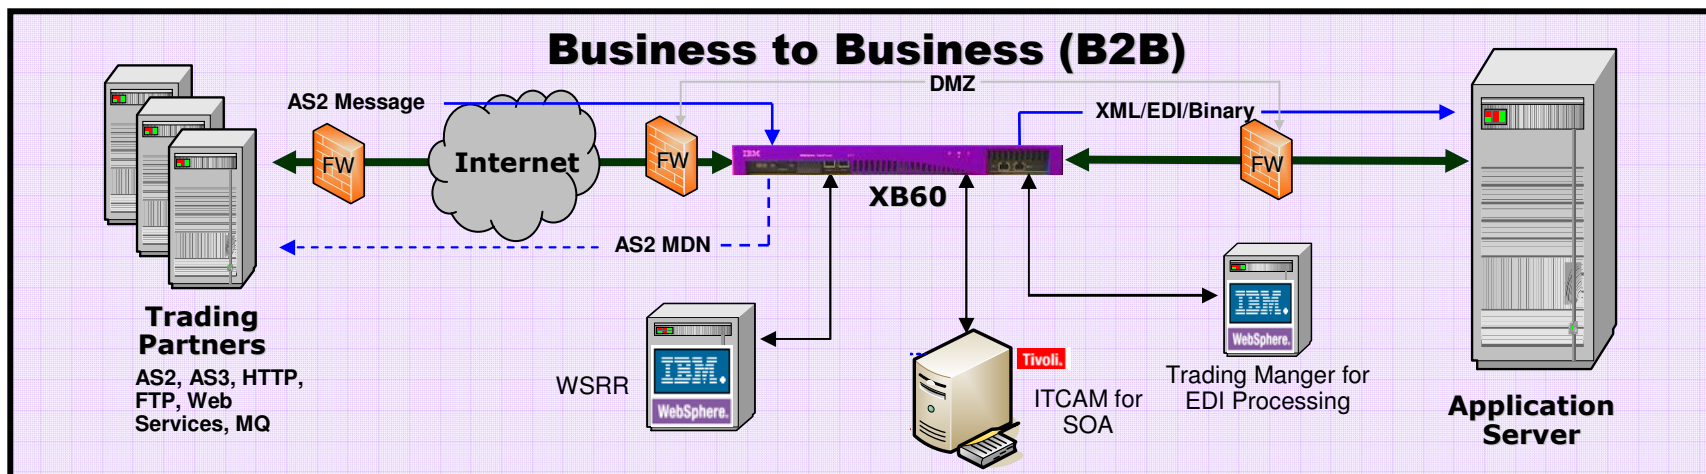 Business to Business (B2B)
DMZ
AS2 Message
XML/EDI/Binary
FW
Internet
FW
IBM
XB60
FW
AS2 MDN
Trading
Partners
AS2, AS3, HTTP,
FTP, Web
Services, MQ
WSRR
IBM.
WebSphere.
Tivoli.
ITCAM for
SOA
IBM.
WebSphere.
Trading Manger for
EDI Processing
Application
Server